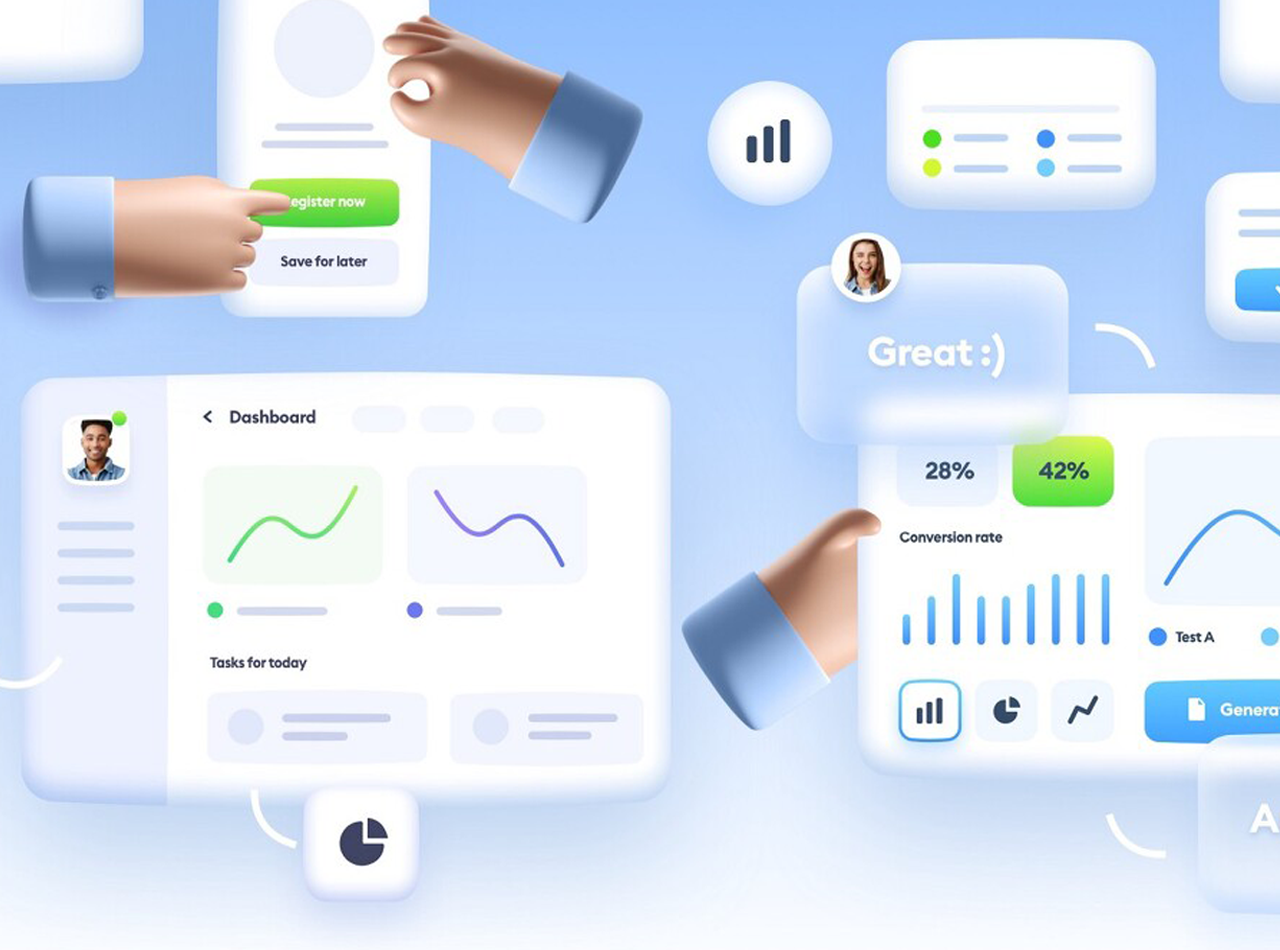 egister now
Save for later
Great :)
Dashboard
28%
42%
Conversion rate
Test A
Tasks for today
Genera
A